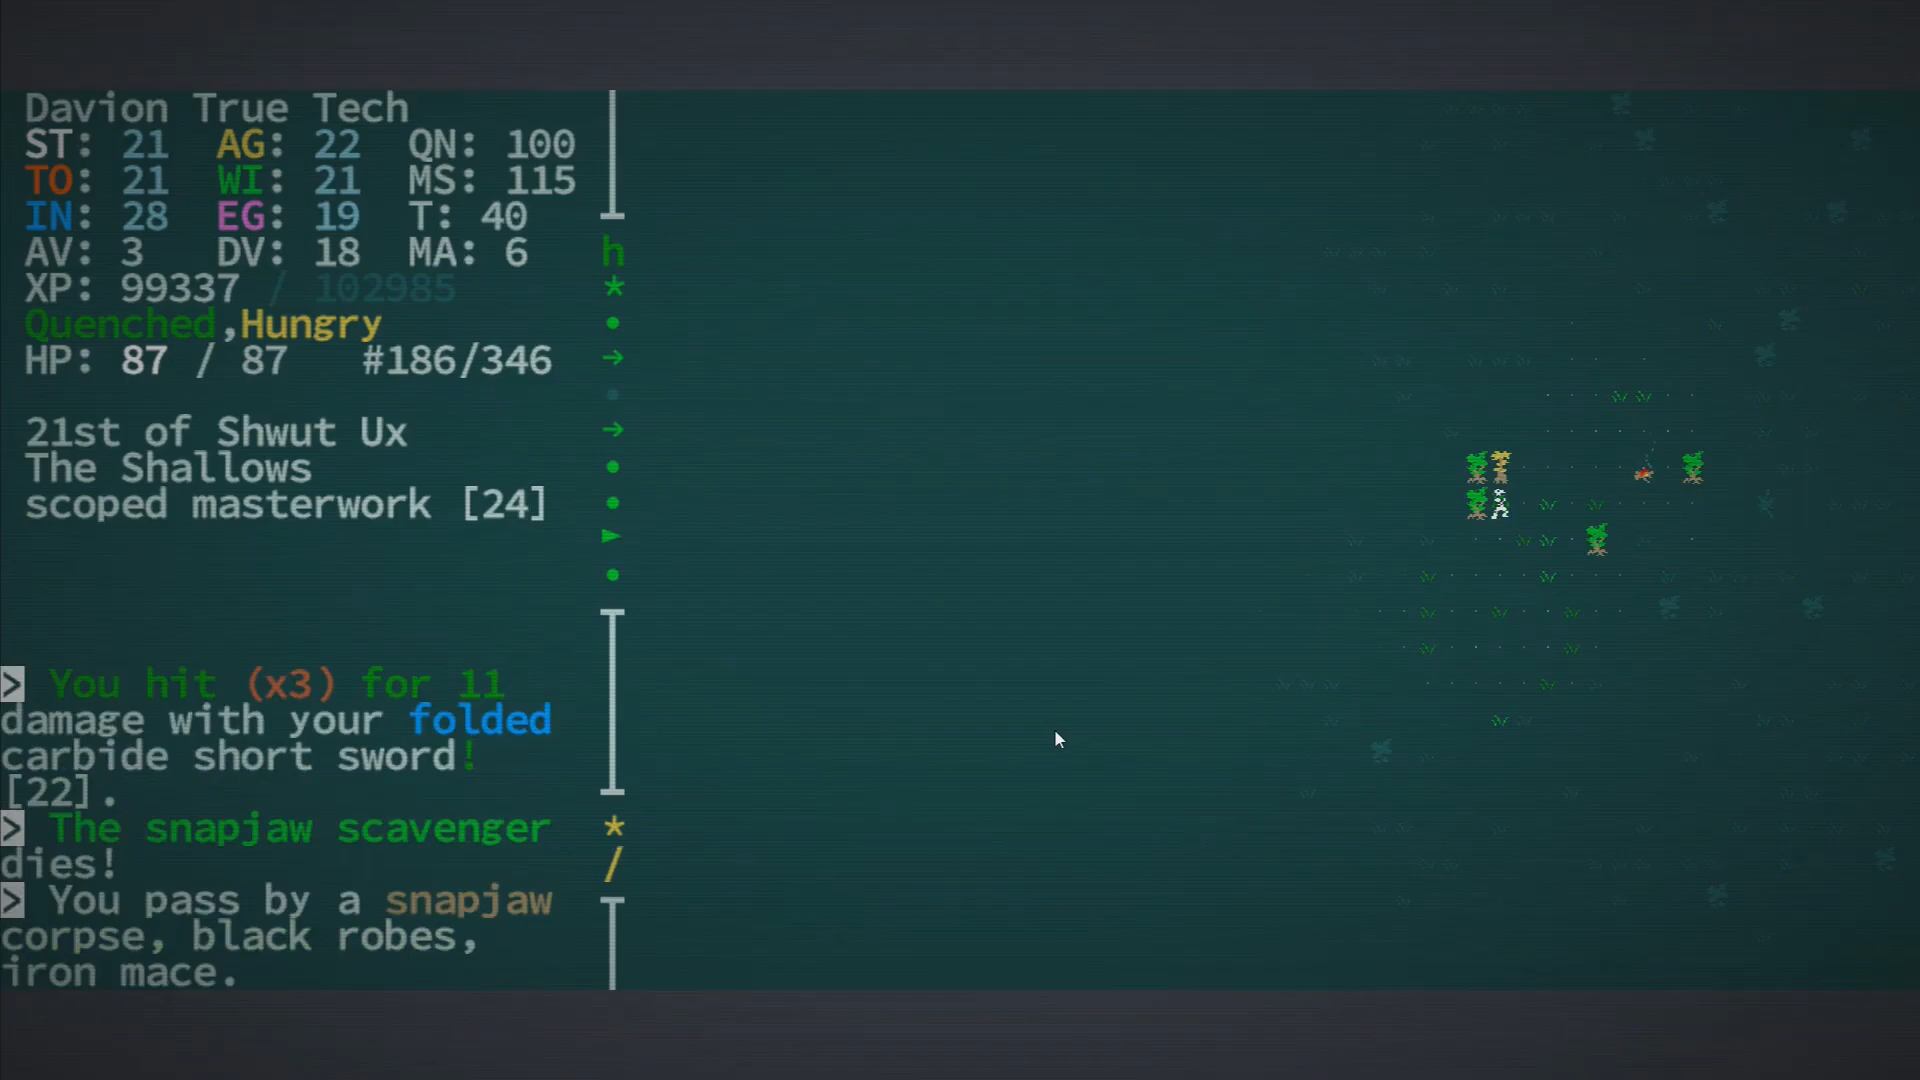 Davion True Tech
ST: 21 AG: 22 QN: 100
TO: 21 WI: 21 MS: 115
IN: 28 EG: 19 T: 40
AV: 3 DV: 18 MA: 6
XP: 99337 / 102985
Quenched,Hungry
HP: 87 / 87 #186/346
21st of Shwut Ux
The Shallows
scoped masterwork [24]
h
*
•
→
•
→
•
•
►
•
*
/
> You hit (x3) for 11
damage with your folded
carbide short sword!
[22].
> The snapjaw scavenger
dies!
> You pass by a snapjaw
corpse, black robes,
iron mace.